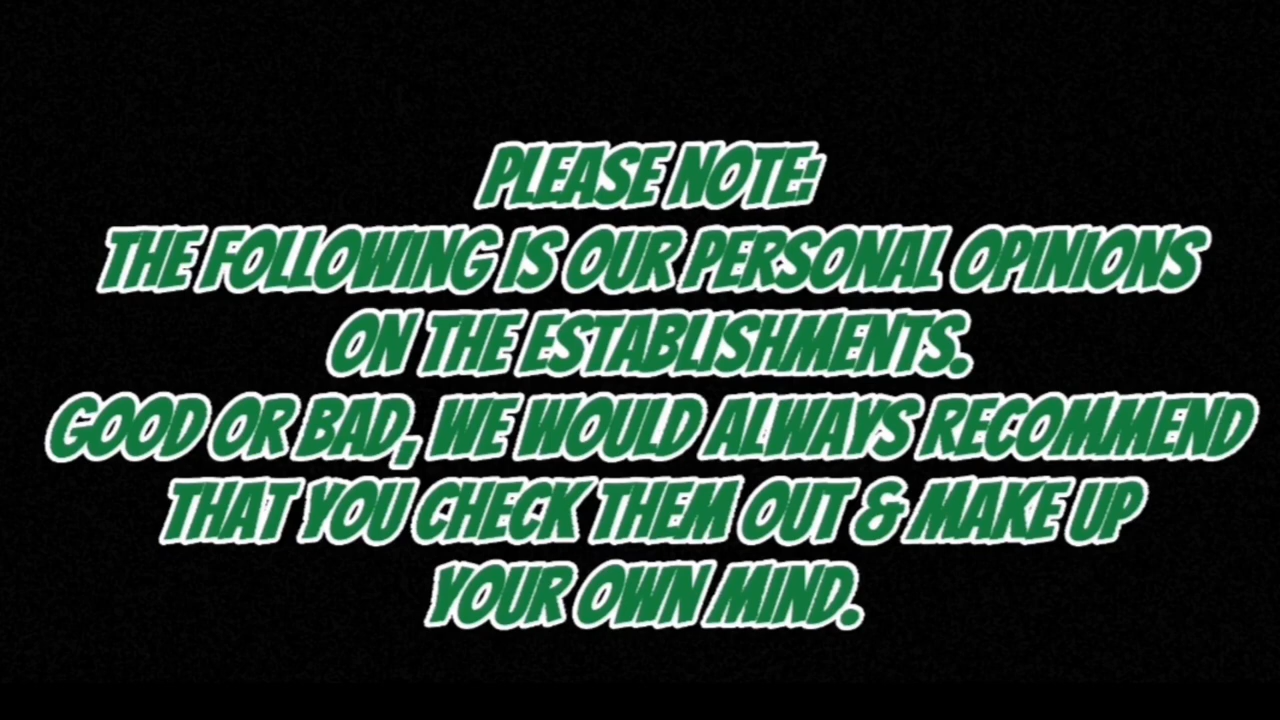 PLEASE NOTE:
THE FOLLOWING IS OUR PERSONAL OPINIONS
ON THE ESTABLISHMENTS.
GOOD OR BAD, WE WOULD ALWAYS RECOMMEND
THAT YOU CHECK THEM OUT & MAKE UP
YOUR OWN MIND.